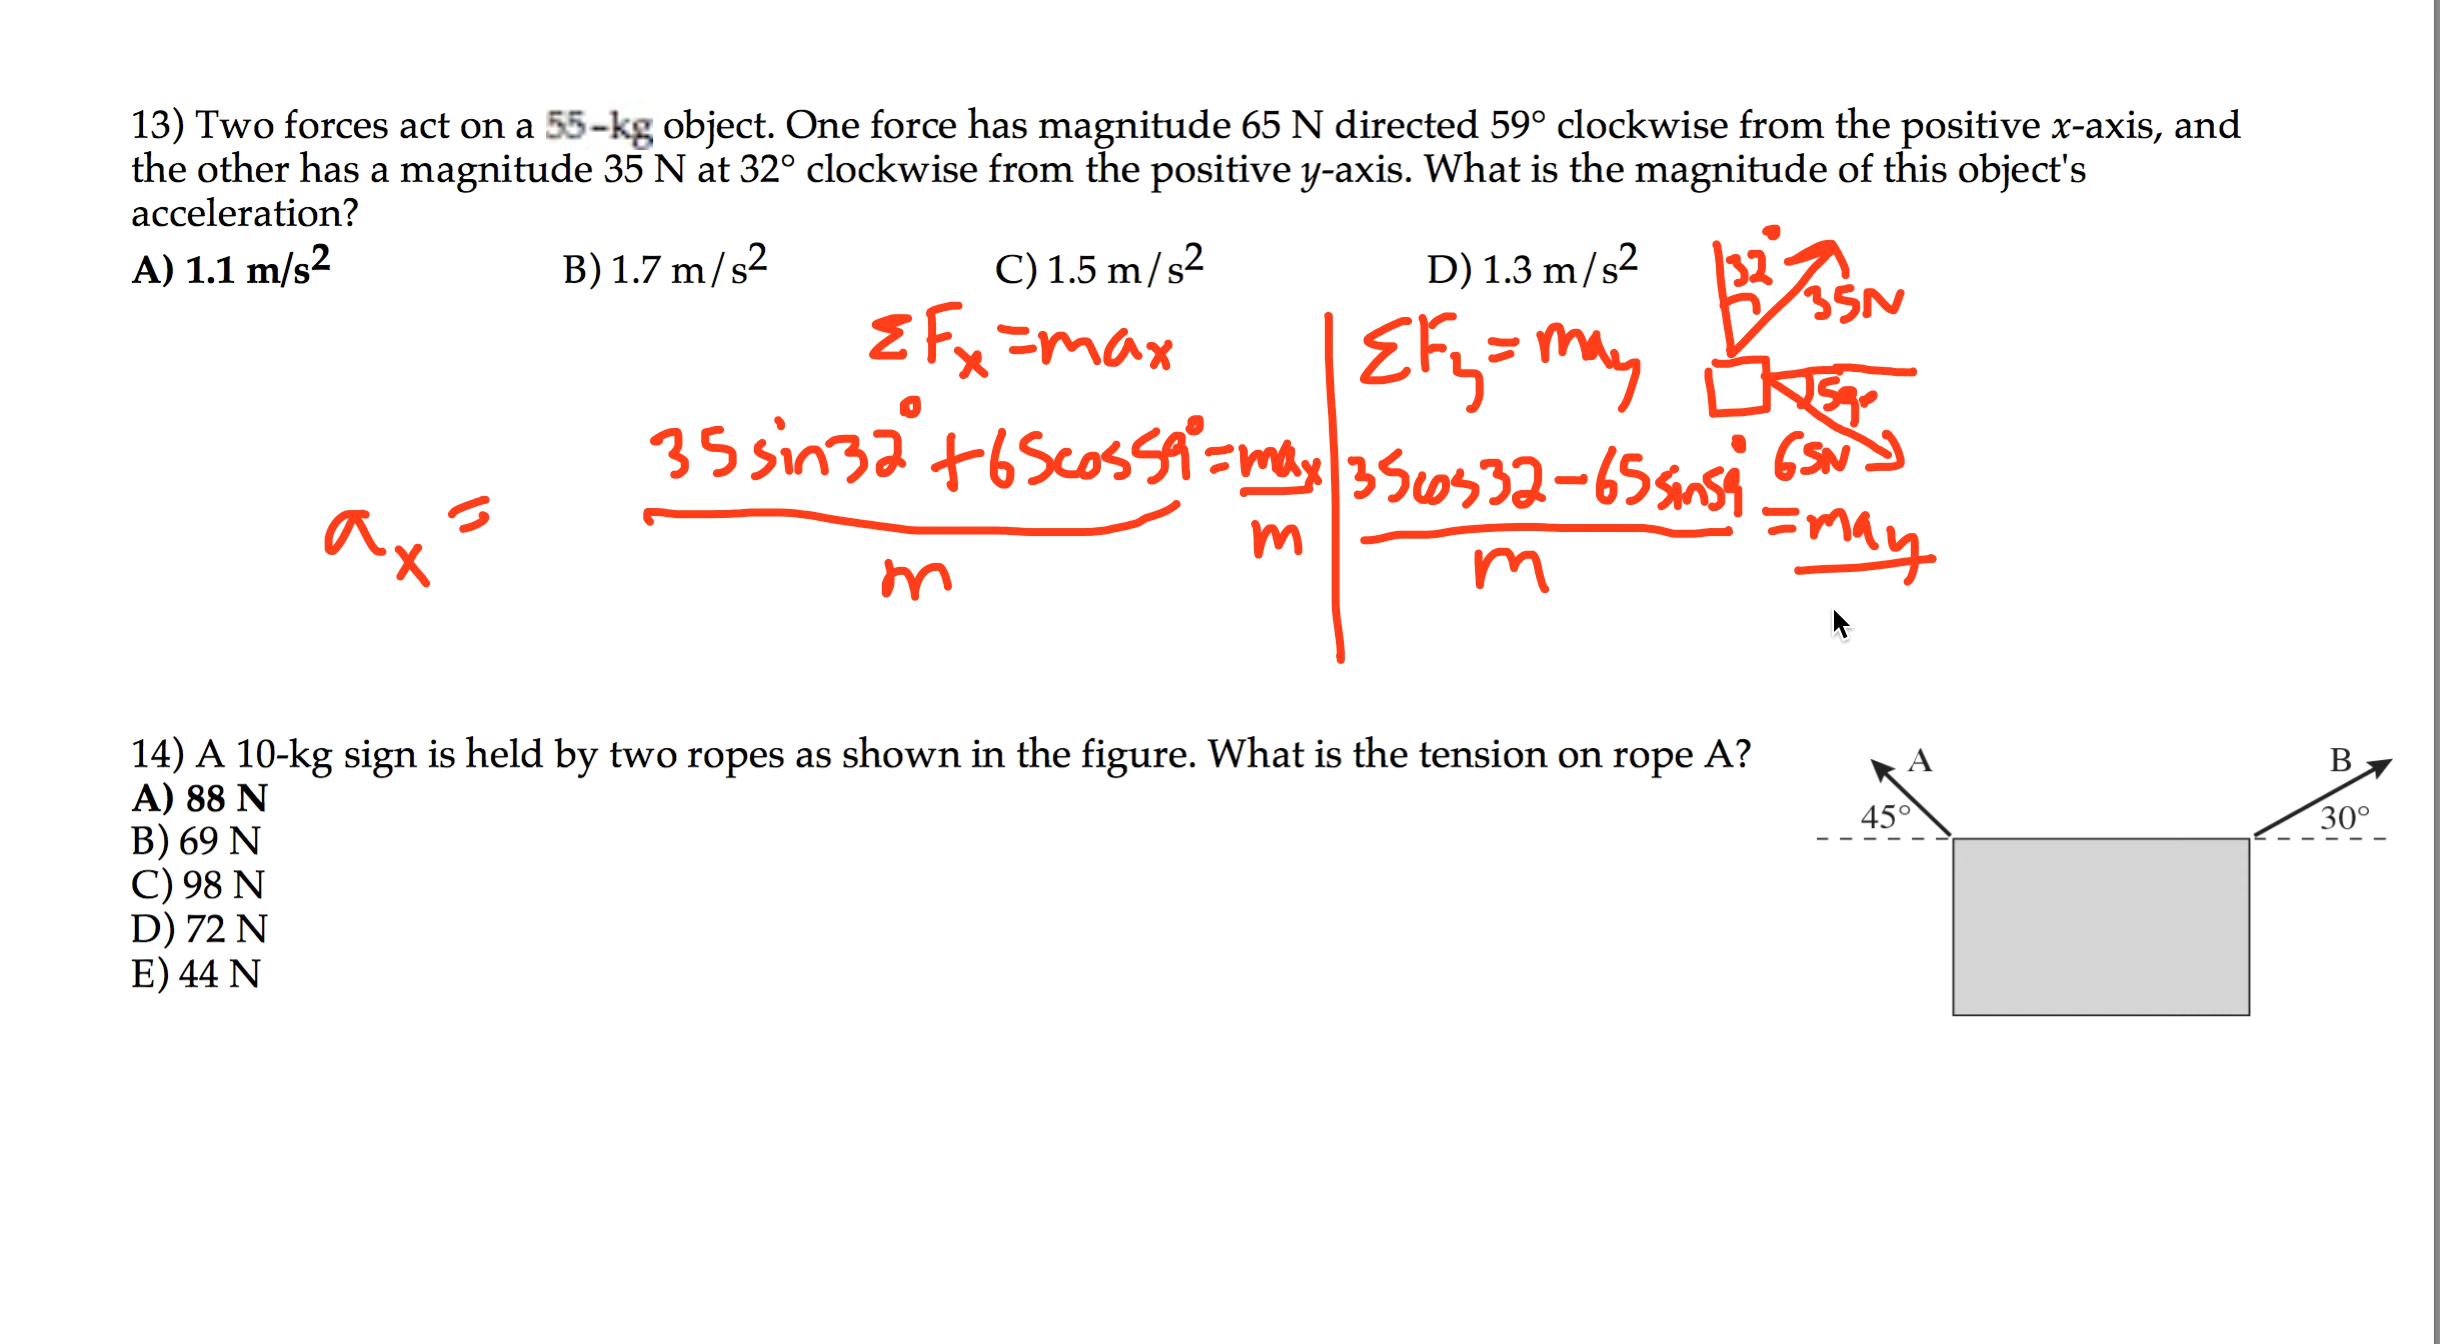 13) Two forces act on a 55-kg object. One force has magnitude 65 N directed 59° clockwise from the positive x-axis, and
the other has a magnitude 35 N at 32° clockwise from the positive y-axis. What is the magnitude of this object's
acceleration?
A) 1.1 m/s² B) 1.7 m/s² C) 1.5 m/s² D) 1.3 m/s²
32°
35N
ΣFx = max
ΣFy = may
59°
65N
35 sin32° + 65cos59° = max
m
35cos32 - 65sin59° = may
m
ax =
m
14) A 10-kg sign is held by two ropes as shown in the figure. What is the tension on rope A?
A) 88 N
B) 69 N
C) 98 N
D) 72 N
E) 44 N
A
B
45°
30°